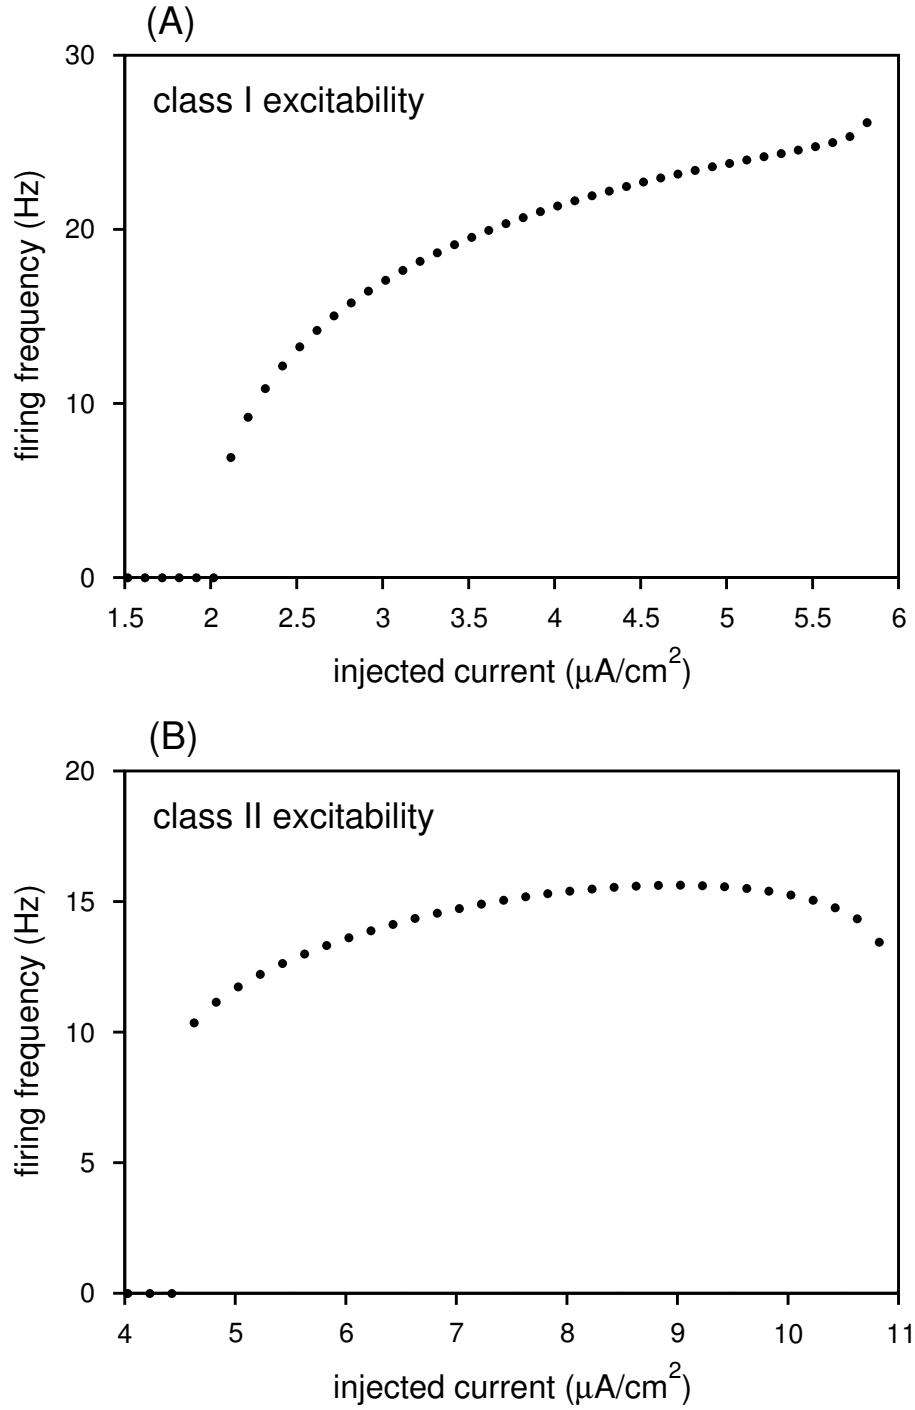 (A)
30
class I excitability
20
10
0
firing frequency (Hz)
1.5 2 2.5 3 3.5 4 4.5 5 5.5 6
injected current (μA/cm²)
(B)
20
class II excitability
15
10
5
0
firing frequency (Hz)
4 5 6 7 8 9 10 11
injected current (μA/cm²)